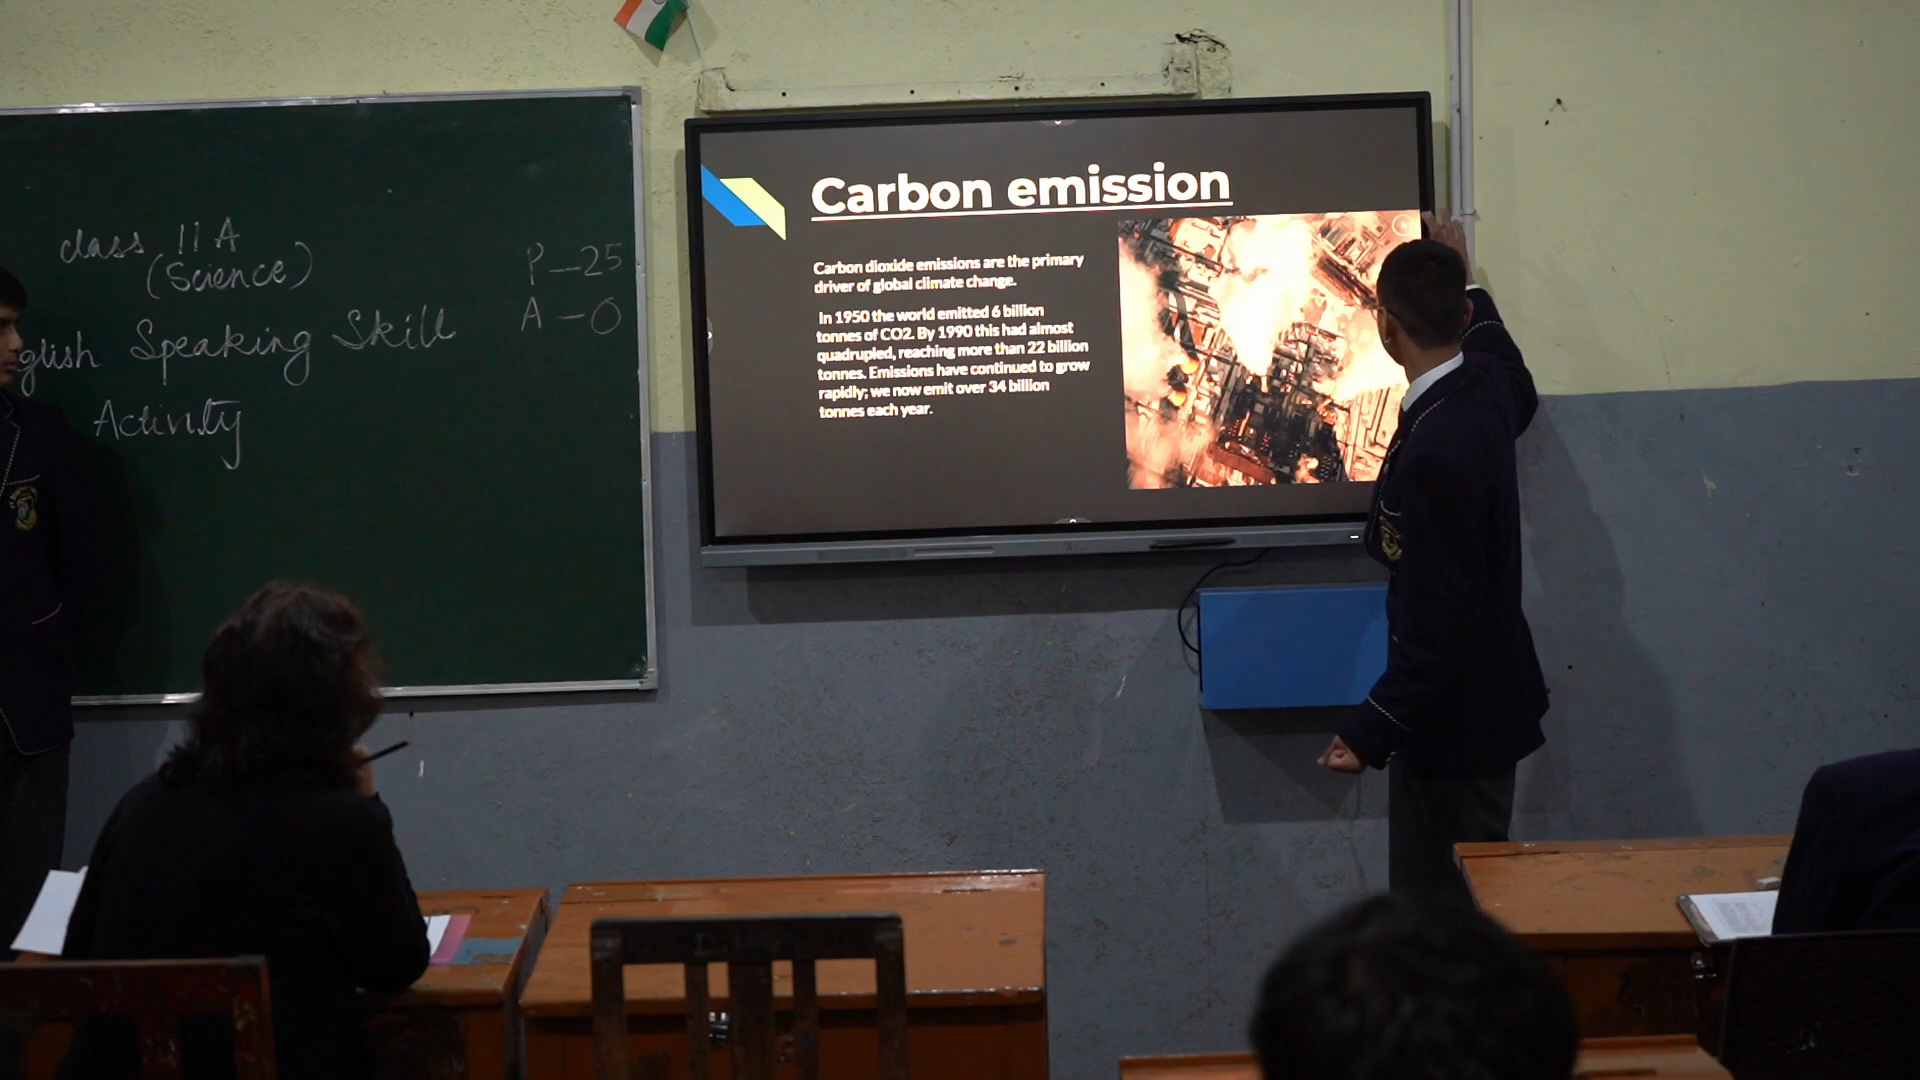 class 11 A
(Science)
glish Speaking Skill
Activity
P - 25
A - 0
Carbon emission
Carbon dioxide emissions are the primary
driver of global climate change.
In 1950 the world emitted 6 billion
tonnes of CO2. By 1990 this had almost
quadrupled, reaching more than 22 billion
tonnes. Emissions have continued to grow
rapidly; we now emit over 34 billion
tonnes each year.